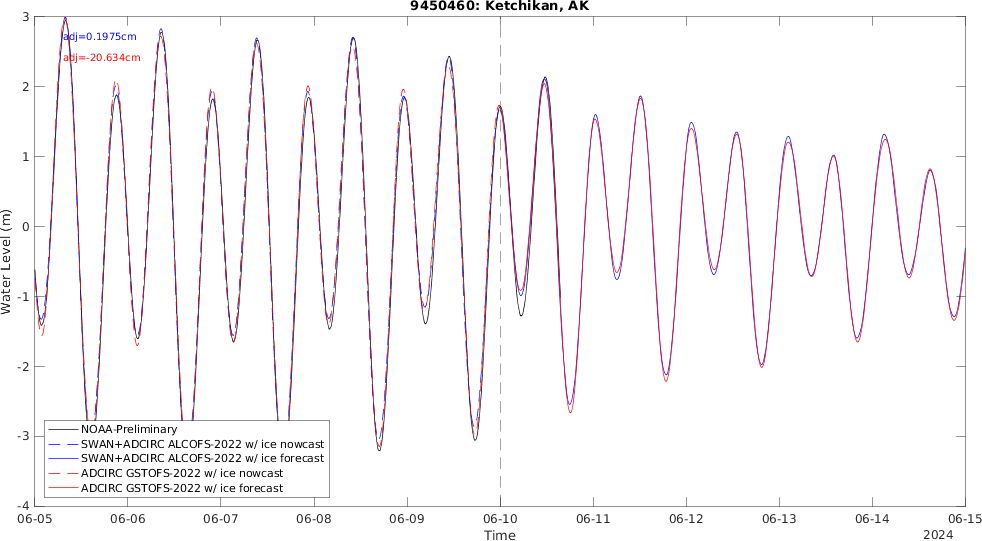 9450460: Ketchikan, AK
adj=0.1975cm
adj=-20.634cm
3
2
1
0
-1
-2
-3
-4
Water Level (m)
NOAA-Preliminary
SWAN+ADCIRC ALCOFS-2022 w/ ice nowcast
SWAN+ADCIRC ALCOFS-2022 w/ ice forecast
ADCIRC GSTOFS-2022 w/ ice nowcast
ADCIRC GSTOFS-2022 w/ ice forecast
06-05 06-06 06-07 06-08 06-09 06-10 06-11 06-12 06-13 06-14 06-15
Time
2024